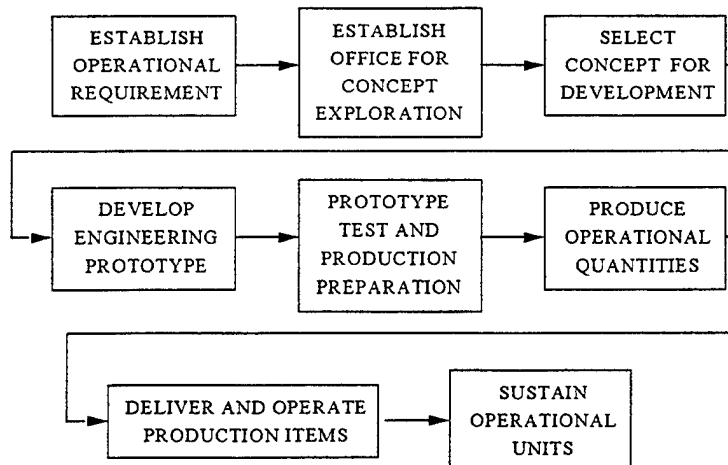 ESTABLISH
OPERATIONAL
REQUIREMENT
ESTABLISH
OFFICE FOR
CONCEPT
EXPLORATION
SELECT
CONCEPT FOR
DEVELOPMENT
DEVELOP
ENGINEERING
PROTOTYPE
PROTOTYPE
TEST AND
PRODUCTION
PREPARATION
PRODUCE
OPERATIONAL
QUANTITIES
DELIVER AND OPERATE
PRODUCTION ITEMS
SUSTAIN
OPERATIONAL
UNITS